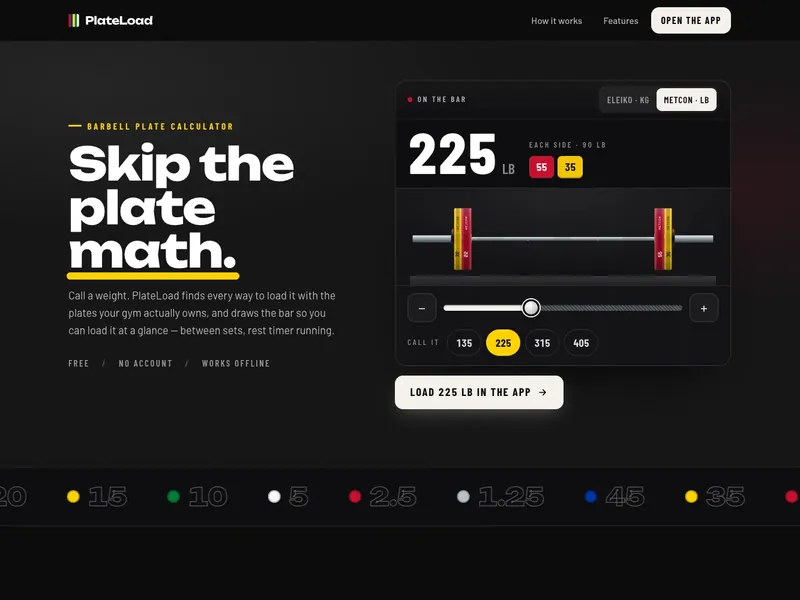 PlateLoad
How it works
Features
OPEN THE APP
BARBELL PLATE CALCULATOR
Skip the
plate
math.
Call a weight. PlateLoad finds every way to load it with the
plates your gym actually owns, and draws the bar so you
can load it at a glance — between sets, rest timer running.
FREE / NO ACCOUNT / WORKS OFFLINE
ON THE BAR
ELEIKO · KG
METCON · LB
225 LB
EACH SIDE · 90 LB
55 35
−
+
CALL IT 135 225 315 405
LOAD 225 LB IN THE APP →
20 15 10 5 2.5 1.25 45 35